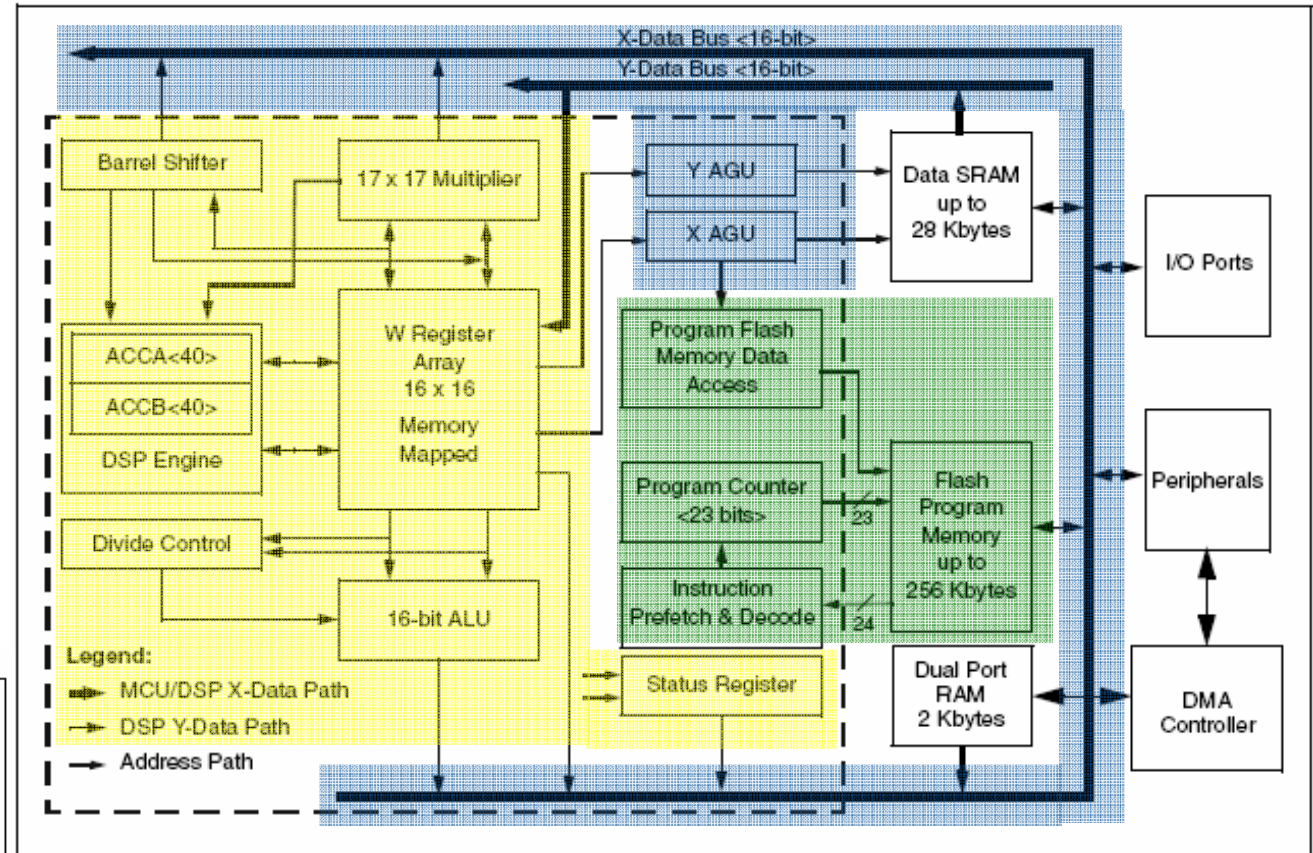 X-Data Bus <16-bit>
Y-Data Bus <16-bit>
Barrel Shifter
17 x 17 Multiplier
Y AGU
X AGU
Data SRAM
up to
28 Kbytes
I/O Ports
ACCA<40>
ACCB<40>
DSP Engine
W Register
Array
16 x 16
Memory
Mapped
Program Flash
Memory Data
Access
Program Counter
<23 bits>
23
Flash
Program
Memory
up to
256 Kbytes
Peripherals
Divide Control
16-bit ALU
Instruction
Prefetch & Decode
24
Legend:
MCU/DSP X-Data Path
DSP Y-Data Path
Address Path
Status Register
Dual Port
RAM
2 Kbytes
DMA
Controller